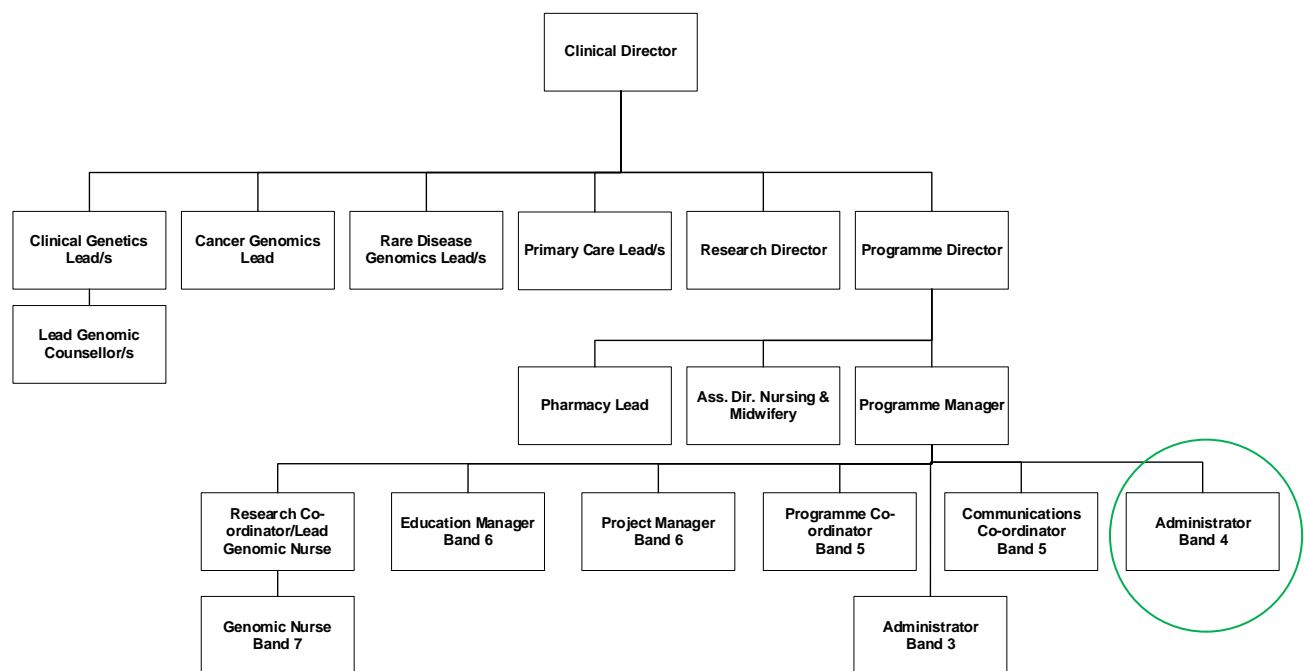 Clinical Director
Clinical Genetics
Lead/s
Cancer Genomics
Lead
Rare Disease
Genomics Lead/s
Primary Care Lead/s
Research Director
Programme Director
Lead Genomic
Counsellor/s
Pharmacy Lead
Ass. Dir. Nursing &
Midwifery
Programme Manager
Research Co-
ordinator/Lead
Genomic Nurse
Education Manager
Band 6
Project Manager
Band 6
Programme Co-
ordinator
Band 5
Communications
Co-ordinator
Band 5
Administrator
Band 4
Genomic Nurse
Band 7
Administrator
Band 3